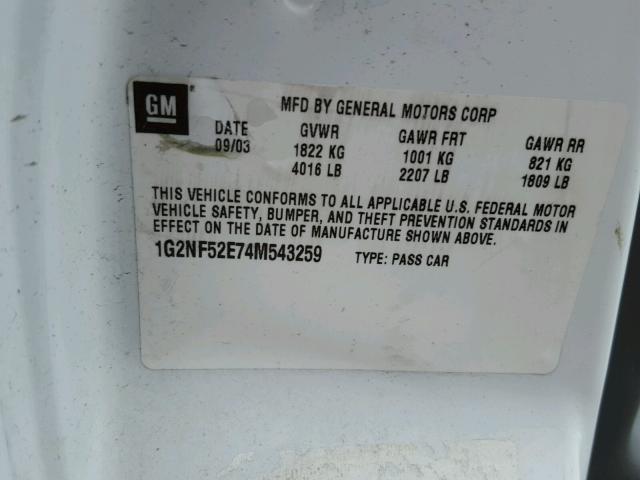 GM
MFD BY GENERAL MOTORS CORP
DATE GVWR GAWR FRT GAWR RR
09/03 1822 KG 1001 KG 821 KG
4016 LB 2207 LB 1809 LB
THIS VEHICLE CONFORMS TO ALL APPLICABLE U.S. FEDERAL MOTOR
VEHICLE SAFETY, BUMPER, AND THEFT PREVENTION STANDARDS IN
EFFECT ON THE DATE OF MANUFACTURE SHOWN ABOVE.
1G2NF52E74M543259 TYPE: PASS CAR